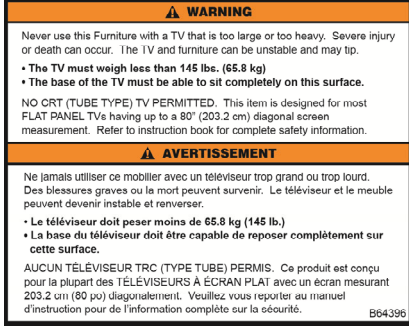 ⚠ WARNING
Never use this Furniture with a TV that is too large or too heavy. Severe injury
or death can occur. The TV and furniture can be unstable and may tip.
• The TV must weigh less than 145 lbs. (65.8 kg)
• The base of the TV must be able to sit completely on this surface.
NO CRT (TUBE TYPE) TV PERMITTED. This item is designed for most
FLAT PANEL TVs having up to a 80" (203.2 cm) diagonal screen
measurement. Refer to instruction book for complete safety information.
⚠ AVERTISSEMENT
Ne jamais utiliser ce mobilier avec un téléviseur trop grand ou trop lourd.
Des blessures graves ou la mort peuvent survenir. Le téléviseur et le meuble
peuvent devenir instable et renverser.
• Le téléviseur doit peser moins de 65.8 kg (145 lb.)
• La base du téléviseur doit être capable de reposer complètement sur
cette surface.
AUCUN TÉLÉVISEUR TRC (TYPE TUBE) PERMIS. Ce produit est conçu
pour la plupart des TÉLÉVISEURS À ÉCRAN PLAT avec un écran mesurant
203.2 cm (80 po) diagonalement. Veuillez vous reporter au manuel
d'instruction pour de l'information complète sur la sécurité.
B64396